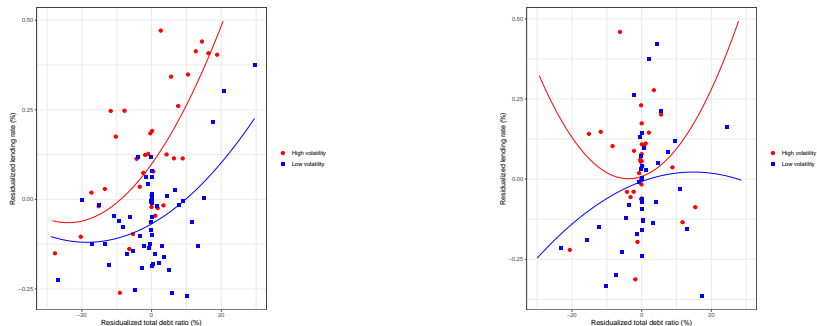 0.50
0.25
0.00
−0.25
−20
0
20
Residualized total debt ratio (%)
Residualized lending rate (%)
High volatility
Low volatility
0.50
0.25
0.00
−0.25
−20
0
20
Residualized total debt ratio (%)
Residualized lending rate (%)
High volatility
Low volatility